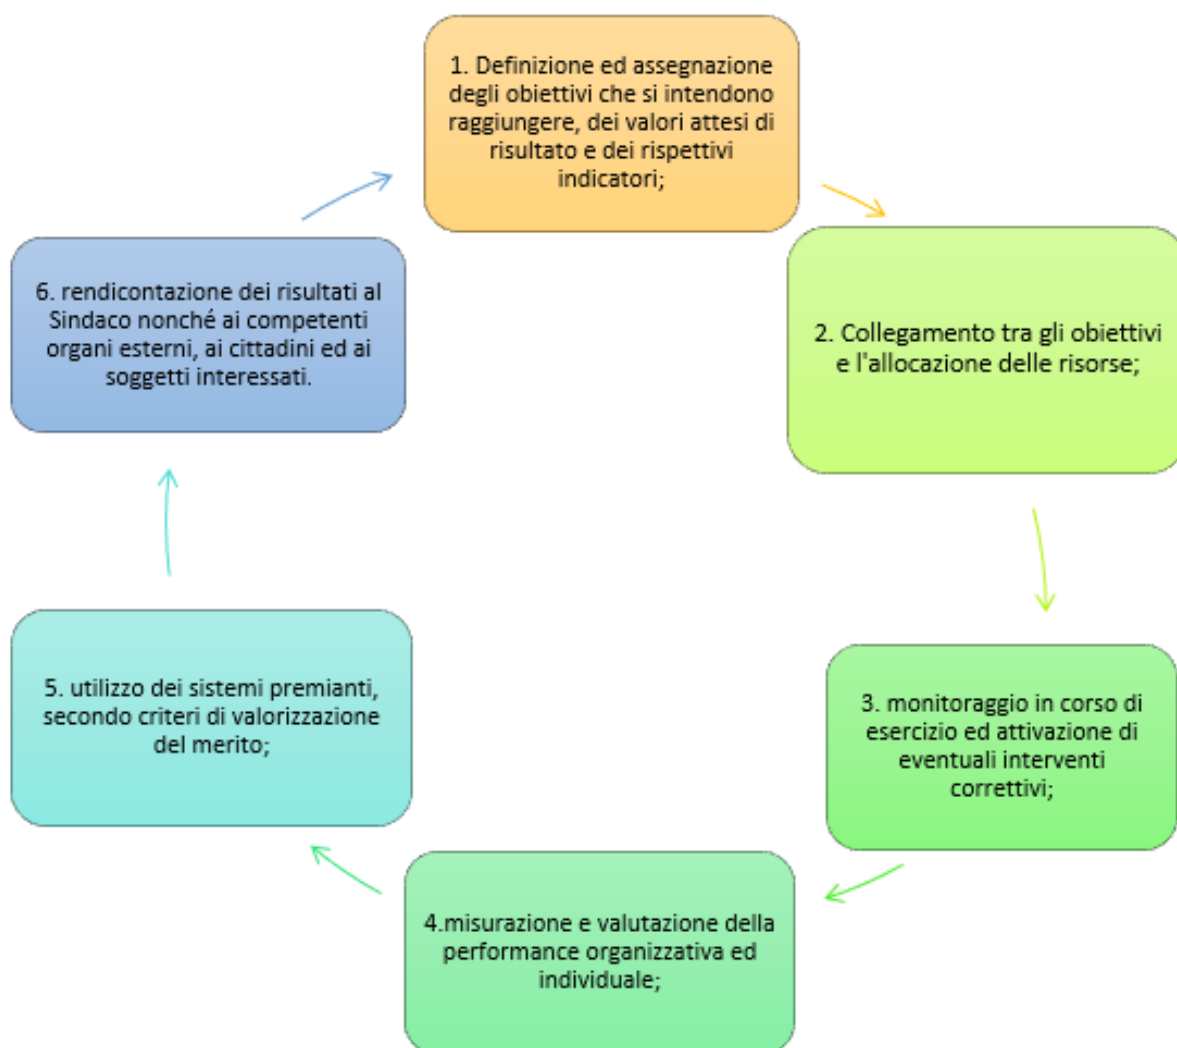 1. Definizione ed assegnazione
degli obiettivi che si intendono
raggiungere, dei valori attesi di
risultato e dei rispettivi
indicatori;
2. Collegamento tra gli obiettivi
e l'allocazione delle risorse;
3. monitoraggio in corso di
esercizio ed attivazione di
eventuali interventi
correttivi;
4.misurazione e valutazione della
performance organizzativa ed
individuale;
5. utilizzo dei sistemi premianti,
secondo criteri di valorizzazione
del merito;
6. rendicontazione dei risultati al
Sindaco nonché ai competenti
organi esterni, ai cittadini ed ai
soggetti interessati.